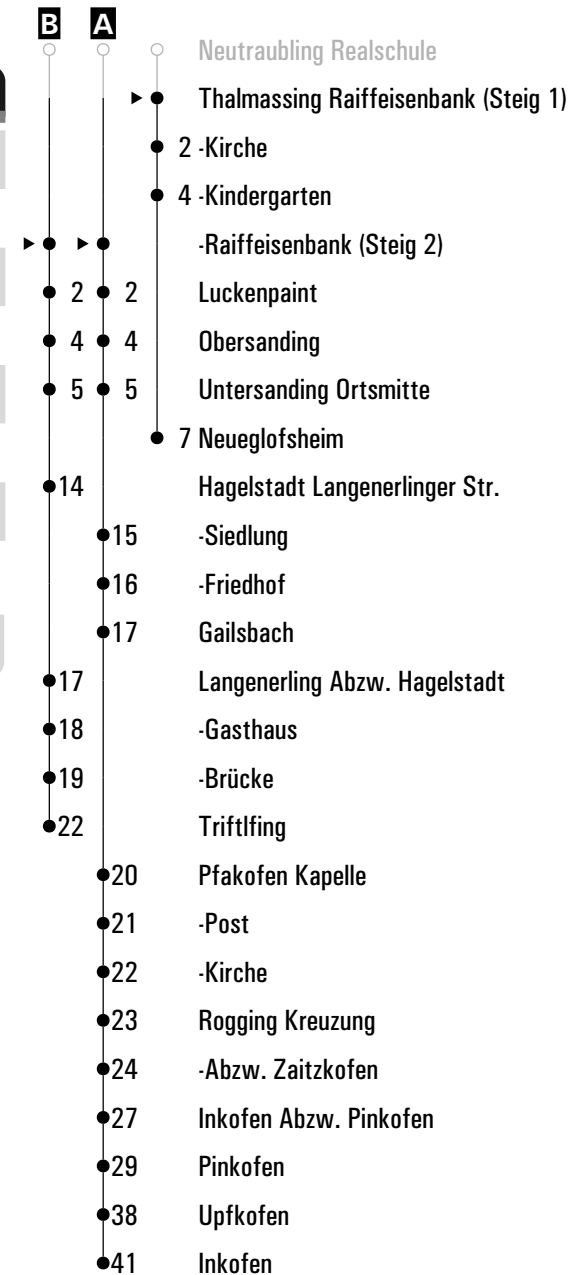 B A
Neutraubling Realschule
Thalmassing Raiffeisenbank (Steig 1)
2 -Kirche
4 -Kindergarten
-Raiffeisenbank (Steig 2)
2 2 Luckenpaint
4 4 Obersanding
5 5 Untersanding Ortsmitte
7 Neueglofsheim
14 Hagelstadt Langenerlinger Str.
15 -Siedlung
16 -Friedhof
17 Gailsbach
17 Langenerling Abzw. Hagelstadt
18 -Gasthaus
19 -Brücke
22 Triftlfing
20 Pfakofen Kapelle
21 -Post
22 -Kirche
23 Rogging Kreuzung
24 -Abzw. Zaitzkofen
27 Inkofen Abzw. Pinkofen
29 Pinkofen
38 Upfkofen
41 Inkofen